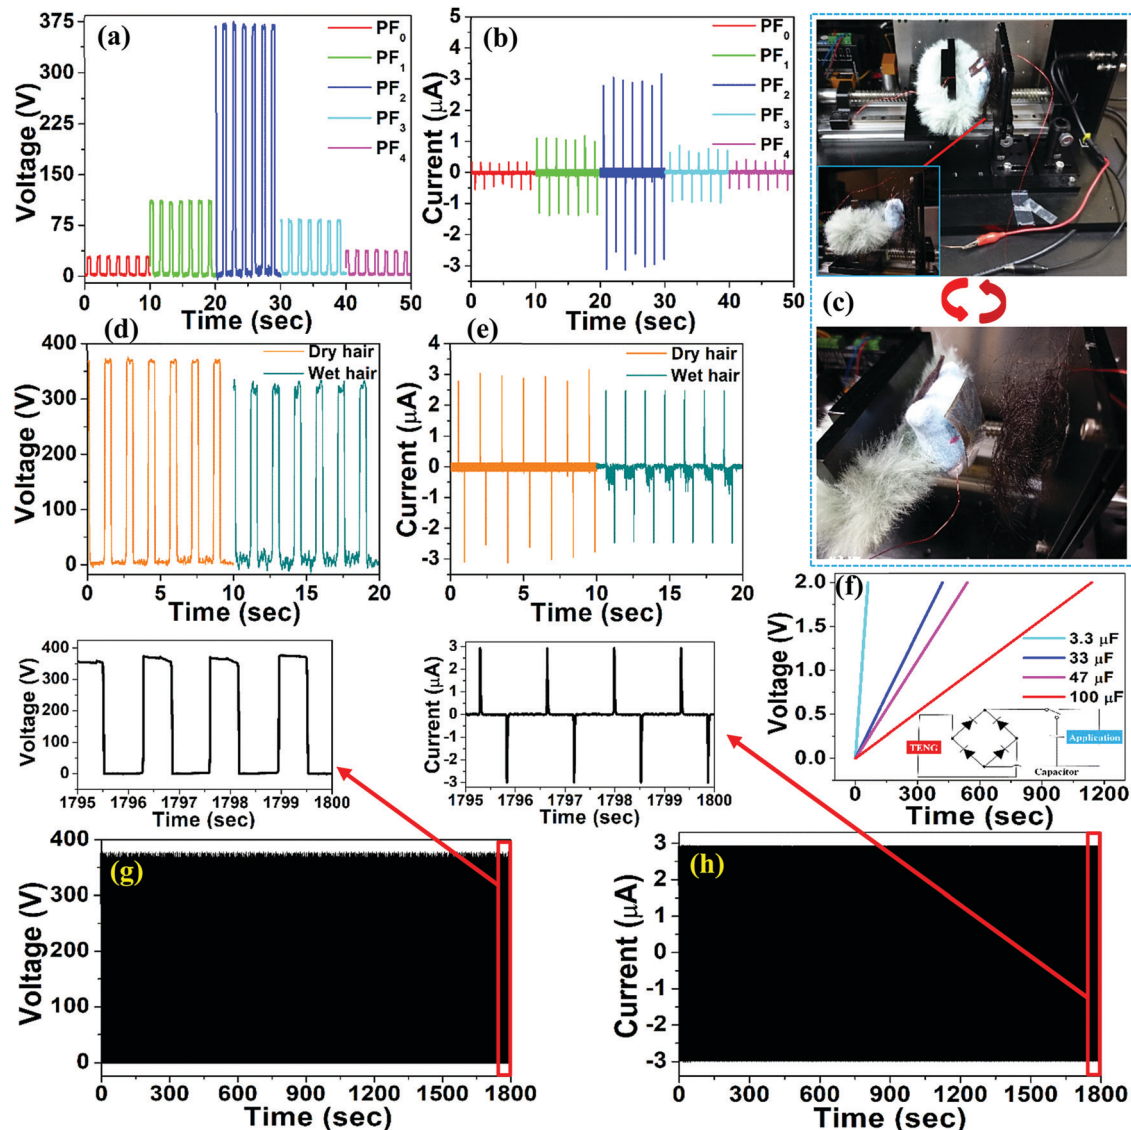 (a)
Voltage (V)
375
300
225
150
75
0
PF0
PF1
PF2
PF3
PF4
0 10 20 30 40 50
Time (sec)
(b)
Current (μA)
5
4
3
2
1
0
-1
-2
-3
PF0
PF1
PF2
PF3
PF4
0 10 20 30 40 50
Time (sec)
(c)
(d)
Voltage (V)
400
300
200
100
0
Dry hair
Wet hair
0 5 10 15 20
Time (sec)
(e)
Current (μA)
4
3
2
1
0
-1
-2
-3
Dry hair
Wet hair
0 5 10 15 20
Time (sec)
(f)
Voltage (V)
2.0
1.5
1.0
0.5
0.0
3.3 μF
33 μF
47 μF
100 μF
TENG
Application
Capacitor
0 300 600 900 1200
Time (sec)
Voltage (V)
400
300
200
100
0
1795 1796 1797 1798 1799 1800
Time (sec)
Current (μA)
3
2
1
0
-1
-2
-3
1795 1796 1797 1798 1799 1800
Time (sec)
(g)
Voltage (V)
400
300
200
100
0
0 300 600 900 1200 1500 1800
Time (sec)
(h)
Current (μA)
3
2
1
0
-1
-2
-3
0 300 600 900 1200 1500 1800
Time (sec)